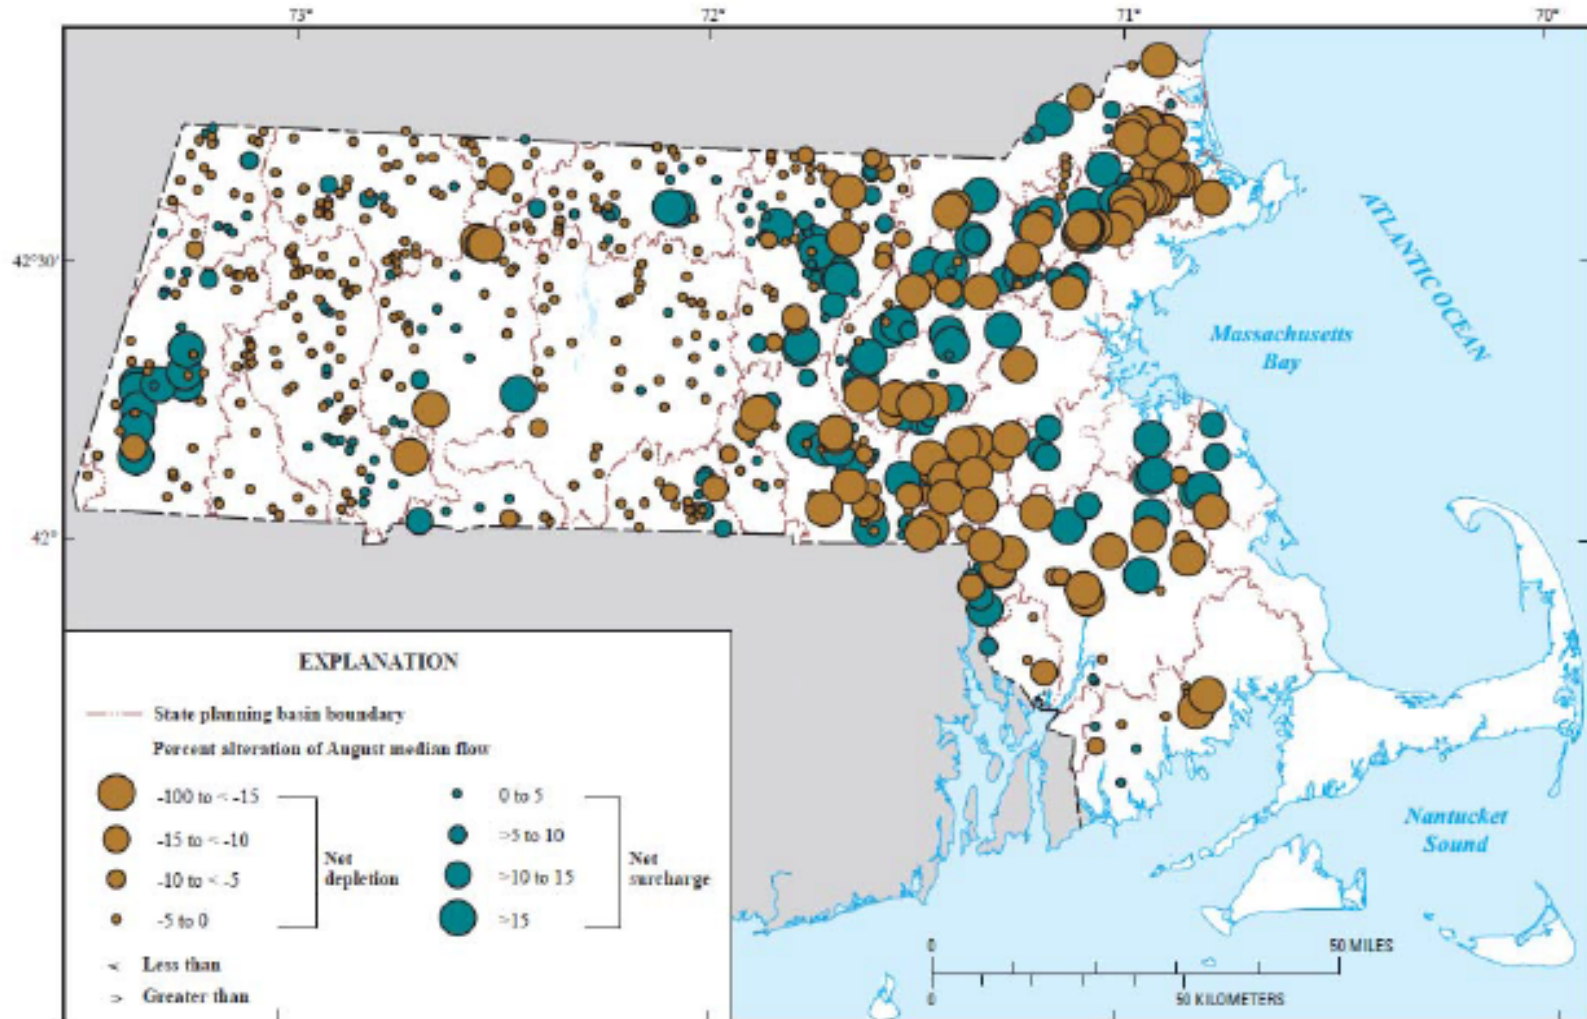 73° 72° 71° 70°
42°30'
42°
ATLANTIC OCEAN
Massachusetts
Bay
Nantucket
Sound
EXPLANATION
State planning basin boundary
Percent alteration of August median flow
-100 to < -15
-15 to < -10
-10 to < -5
-5 to 0
Net
depletion
0 to 5
>5 to 10
>10 to 15
>15
Net
surcharge
< Less than
> Greater than
0 50 MILES
0 50 KILOMETERS